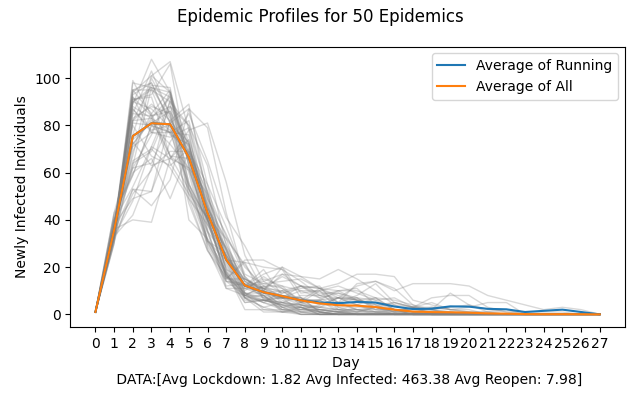 Epidemic Profiles for 50 Epidemics
Average of Running
Average of All
Newly Infected Individuals
100
80
60
40
20
0
0 1 2 3 4 5 6 7 8 9 10 11 12 13 14 15 16 17 18 19 20 21 22 23 24 25 26 27
Day
DATA:[Avg Lockdown: 1.82 Avg Infected: 463.38 Avg Reopen: 7.98]